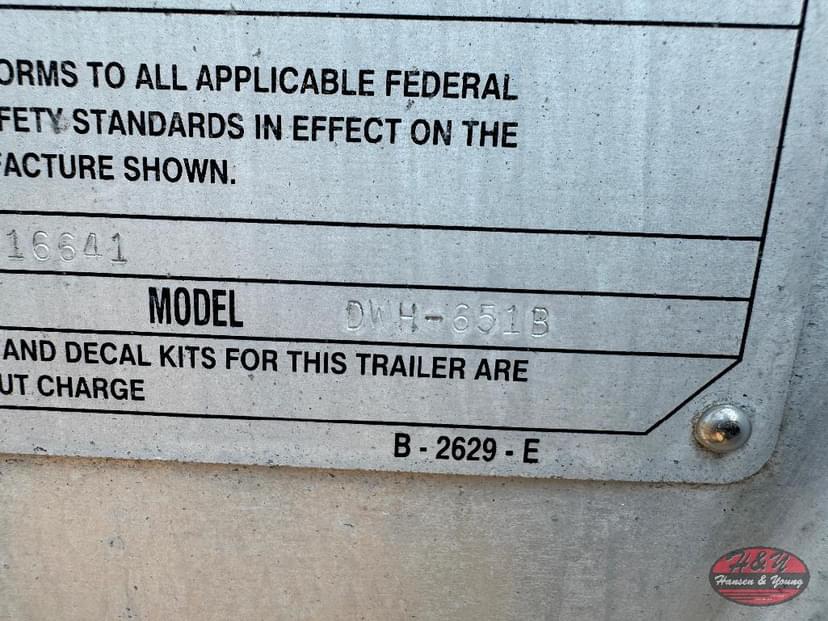 ORMS TO ALL APPLICABLE FEDERAL
FETY STANDARDS IN EFFECT ON THE
FACTURE SHOWN.
16641
MODEL DWH-651B
AND DECAL KITS FOR THIS TRAILER ARE
UT CHARGE
B - 2629 - E
H&Y
Hansen & Young